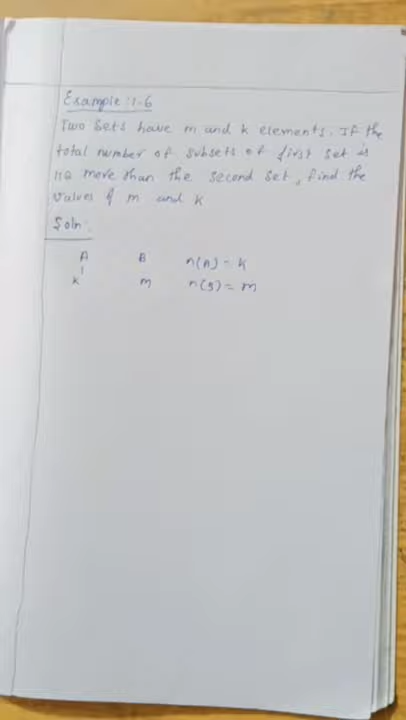 Example : 1.6
Two Sets have m and k elements. If the
total number of subsets of first set is
112 more than the second set, find the
values of m and k
Soln:
A B n(A) = k
k m n(B) = m